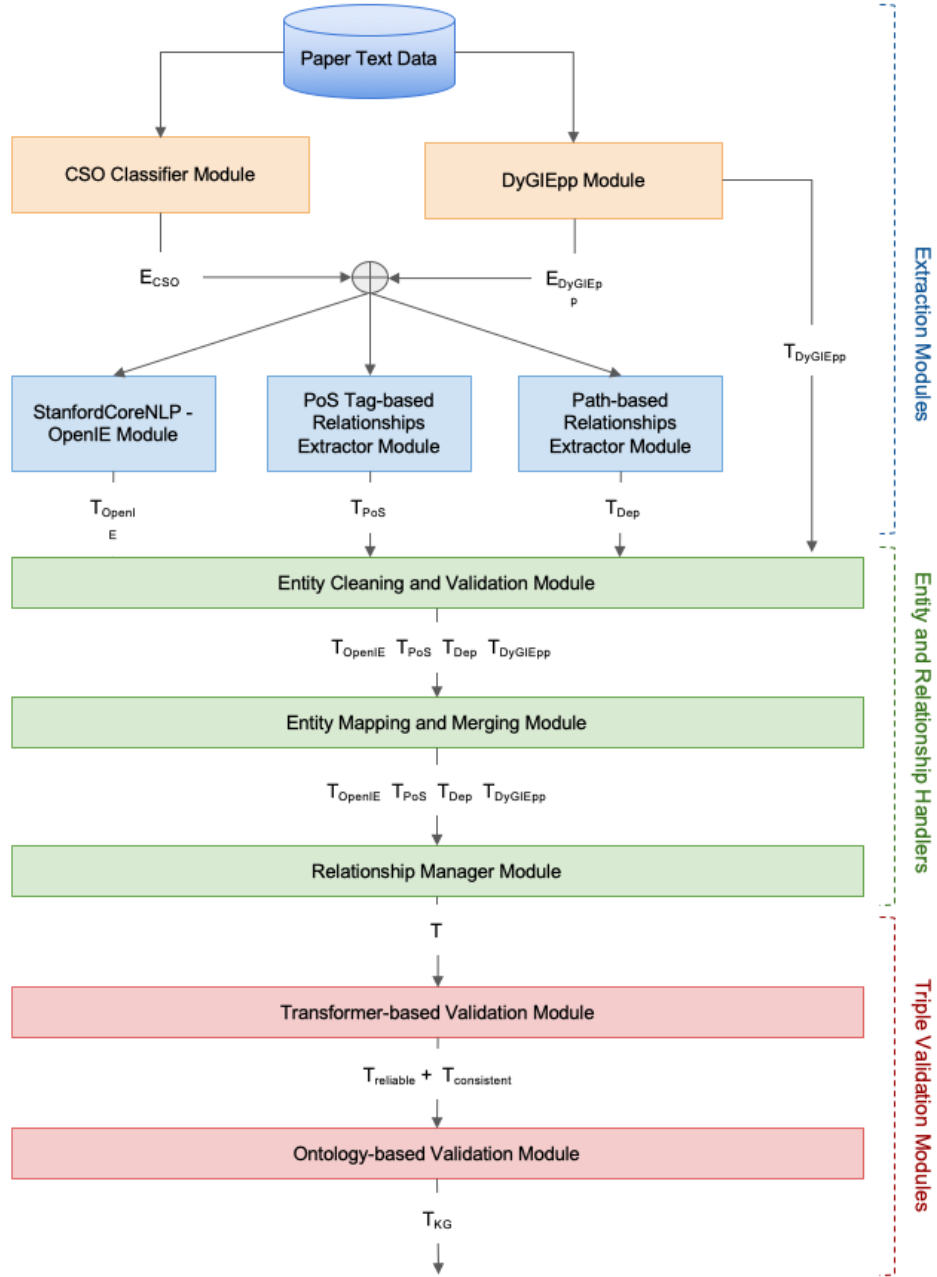 Paper Text Data
CSO Classifier Module
DyGIEpp Module
E_CSO
E_DyGIEp
p
T_DyGIEpp
StanfordCoreNLP -
OpenIE Module
PoS Tag-based
Relationships
Extractor Module
Path-based
Relationships
Extractor Module
T_OpenI
E
T_PoS
T_Dep
Extraction Modules
Entity Cleaning and Validation Module
T_OpenIE T_PoS T_Dep T_DyGIEpp
Entity Mapping and Merging Module
T_OpenIE T_PoS T_Dep T_DyGIEpp
Relationship Manager Module
Entity and Relationship Handlers
T
Transformer-based Validation Module
T_reliable + T_consistent
Ontology-based Validation Module
T_KG
Triple Validation Modules